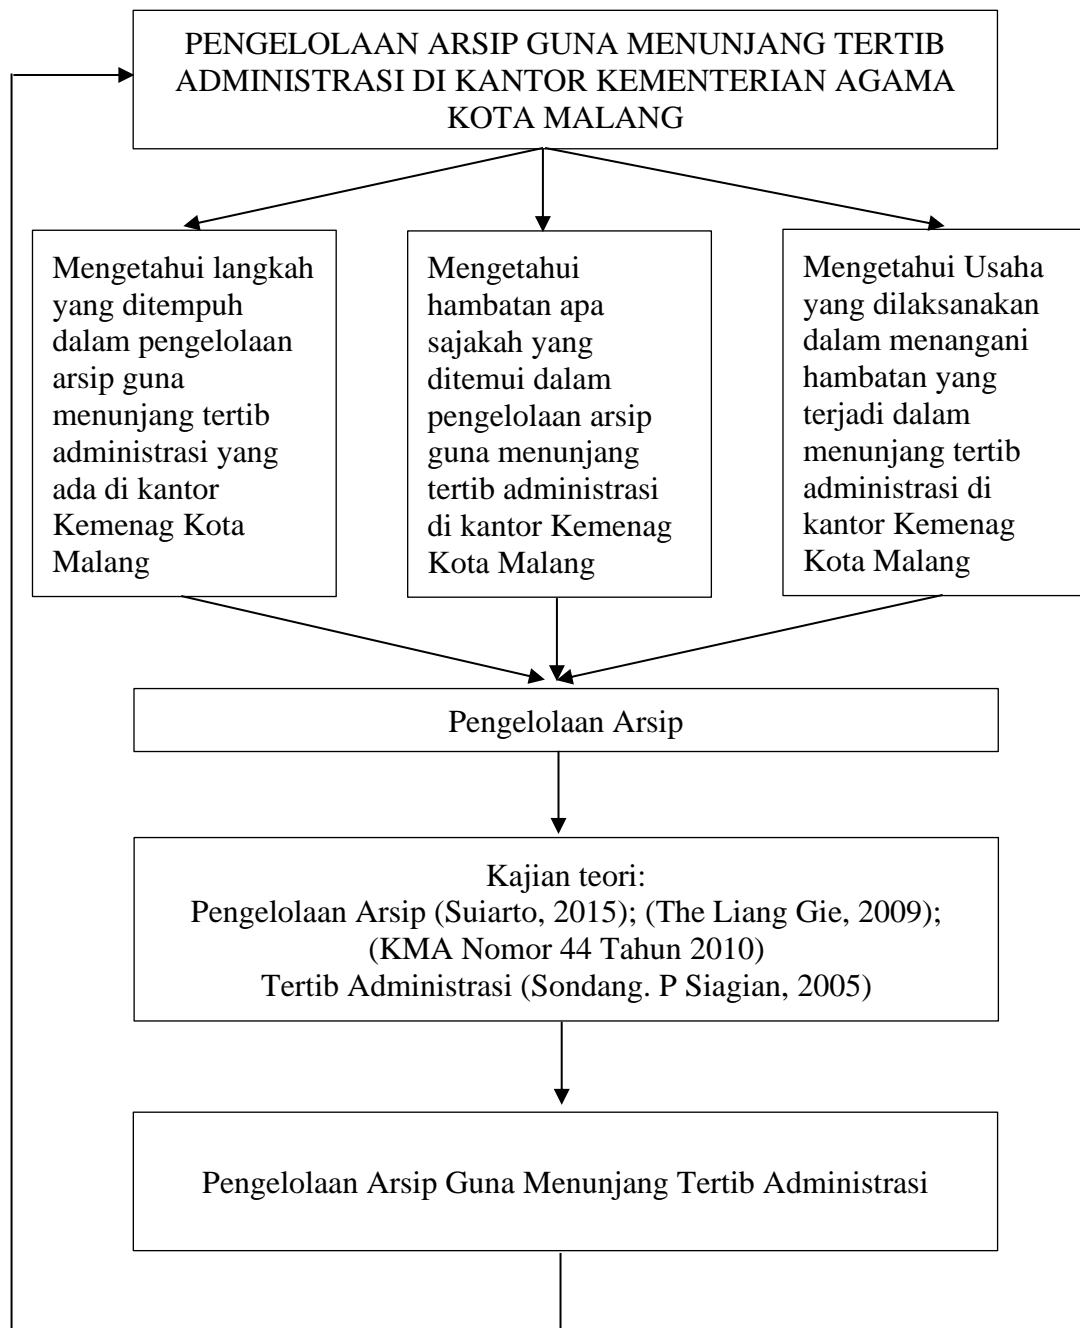 PENGELOLAAN ARSIP GUNA MENUNJANG TERTIB
ADMINISTRASI DI KANTOR KEMENTERIAN AGAMA
KOTA MALANG
Mengetahui langkah
yang ditempuh
dalam pengelolaan
arsip guna
menunjang tertib
administrasi yang
ada di kantor
Kemenag Kota
Malang
Mengetahui
hambatan apa
sajakah yang
ditemui dalam
pengelolaan arsip
guna menunjang
tertib administrasi
di kantor Kemenag
Kota Malang
Mengetahui Usaha
yang dilaksanakan
dalam menangani
hambatan yang
terjadi dalam
menunjang tertib
administrasi di
kantor Kemenag
Kota Malang
Pengelolaan Arsip
Kajian teori:
Pengelolaan Arsip (Suiarto, 2015); (The Liang Gie, 2009);
(KMA Nomor 44 Tahun 2010)
Tertib Administrasi (Sondang. P Siagian, 2005)
Pengelolaan Arsip Guna Menunjang Tertib Administrasi